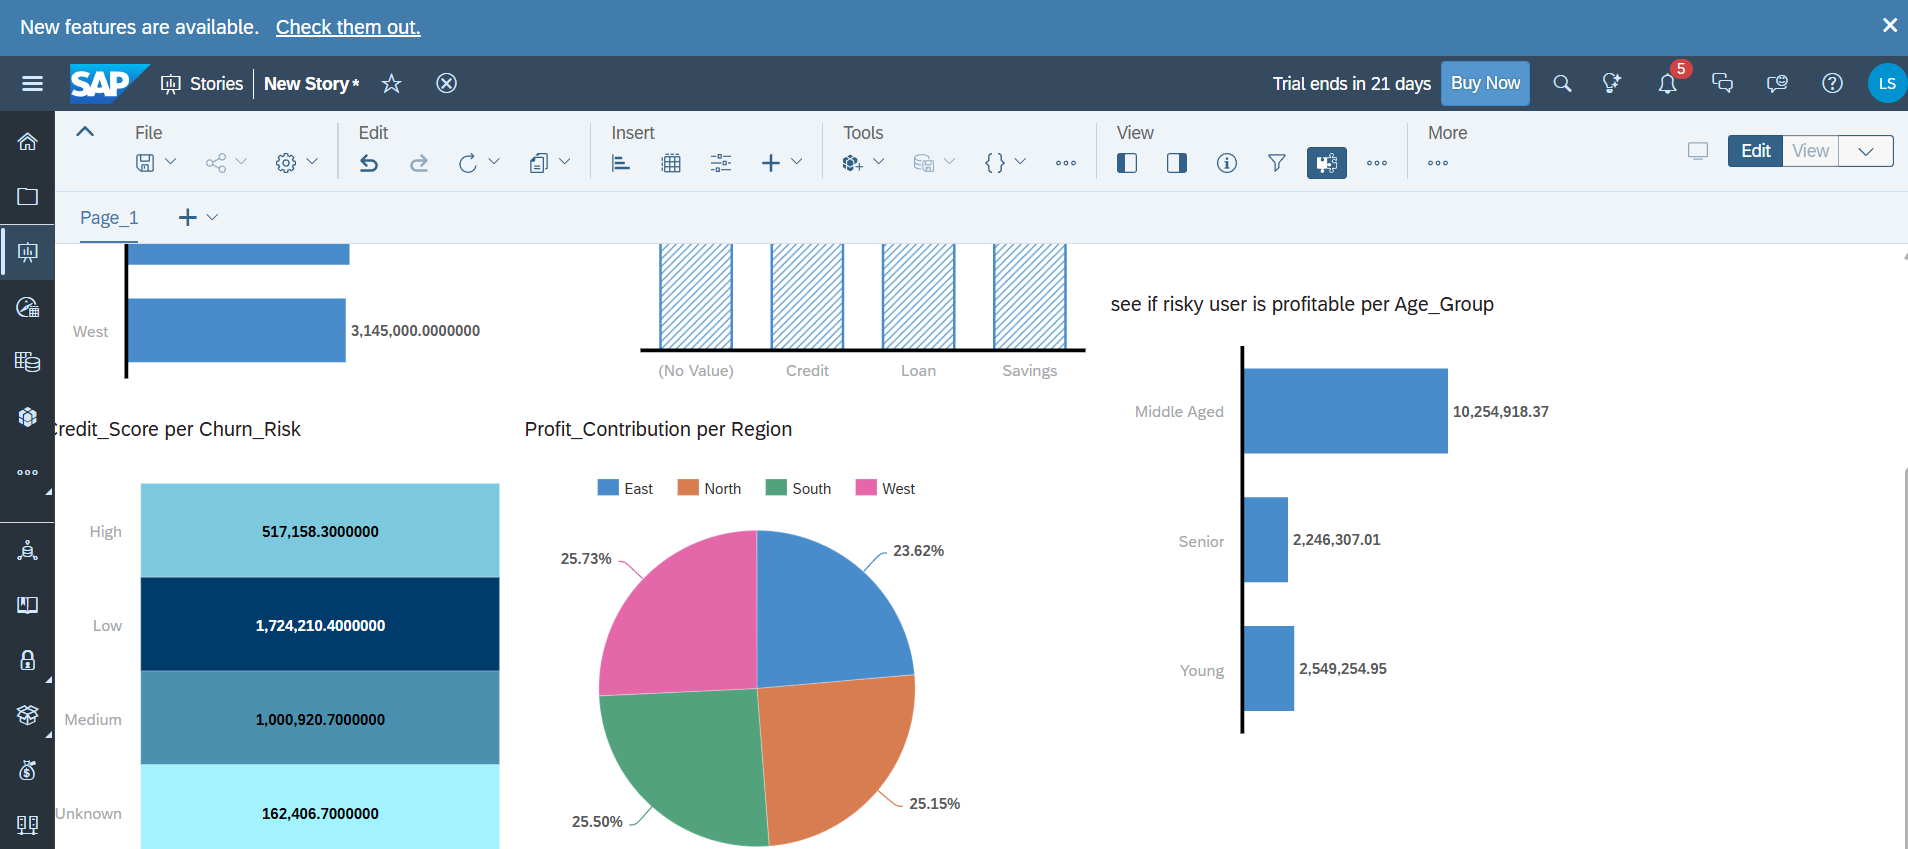 New features are available. Check them out.
SAP Stories New Story* Trial ends in 21 days Buy Now 5 LS
File Edit Insert Tools View More
Edit View
Page_1
West 3,145,000.0000000
(No Value) Credit Loan Savings
see if risky user is profitable per Age_Group
Middle Aged 10,254,918.37
Senior 2,246,307.01
Young 2,549,254.95
Credit_Score per Churn_Risk
High 517,158.3000000
Low 1,724,210.4000000
Medium 1,000,920.7000000
Unknown 162,406.7000000
Profit_Contribution per Region
East North South West
25.73% 23.62%
25.50% 25.15%